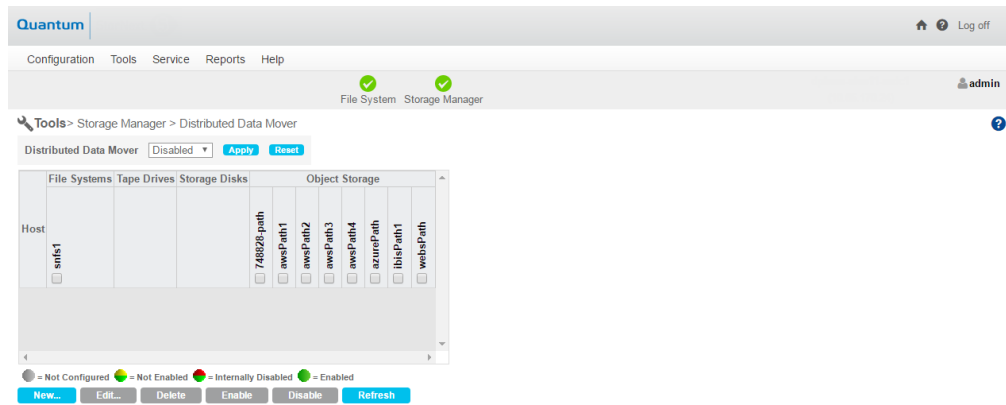 Quantum
Log off
Configuration Tools Service Reports Help
File System Storage Manager
admin
Tools> Storage Manager > Distributed Data Mover
Distributed Data Mover Disabled Apply Reset
File Systems Tape Drives Storage Disks Object Storage
Host
snfs1
748828-path
awsPath1
awsPath2
awsPath3
awsPath4
azurePath
ibisPath1
websPath
= Not Configured = Not Enabled = Internally Disabled = Enabled
New... Edit... Delete Enable Disable Refresh